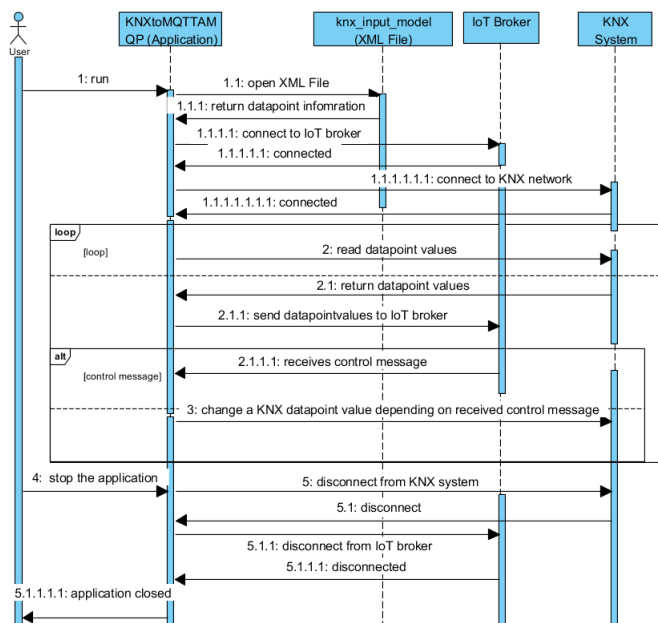 KNXtoMQTTAM
QP (Application)
knx_input_model
(XML File)
IoT Broker
KNX
System
User
1: run
1.1: open XML File
1.1.1: return datapoint infomration
1.1.1.1: connect to IoT broker
1.1.1.1.1: connected
1.1.1.1.1.1: connect to KNX network
1.1.1.1.1.1.1: connected
loop
[loop]
2: read datapoint values
2.1: return datapoint values
2.1.1: send datapointvalues to IoT broker
alt
2.1.1.1: receives control message
[control message]
3: change a KNX datapoint value depending on received control message
4: stop the application
5: disconnect from KNX system
5.1: disconnect
5.1.1: disconnect from IoT broker
5.1.1.1: disconnected
5.1.1.1.1: application closed